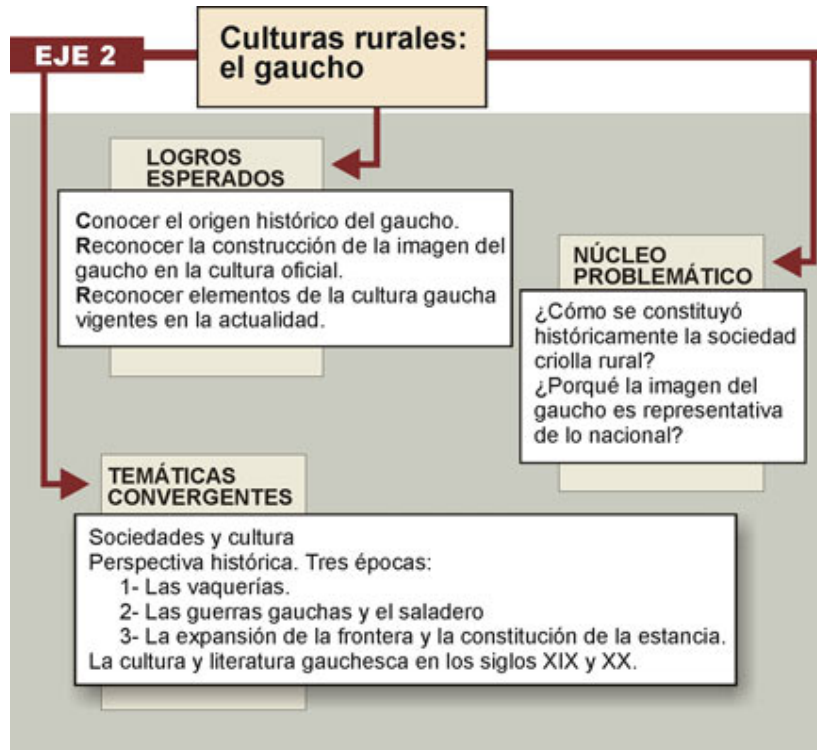 EJE 2
Culturas rurales:
el gaucho
LOGROS
ESPERADOS
Conocer el origen histórico del gaucho.
Reconocer la construcción de la imagen del
gaucho en la cultura oficial.
Reconocer elementos de la cultura gaucha
vigentes en la actualidad.
NÚCLEO
PROBLEMÁTICO
¿Cómo se constituyó
históricamente la sociedad
criolla rural?
¿Porqué la imagen del
gaucho es representativa
de lo nacional?
TEMÁTICAS
CONVERGENTES
Sociedades y cultura
Perspectiva histórica. Tres épocas:
1- Las vaquerías.
2- Las guerras gauchas y el saladero
3- La expansión de la frontera y la constitución de la estancia.
La cultura y literatura gauchesca en los siglos XIX y XX.